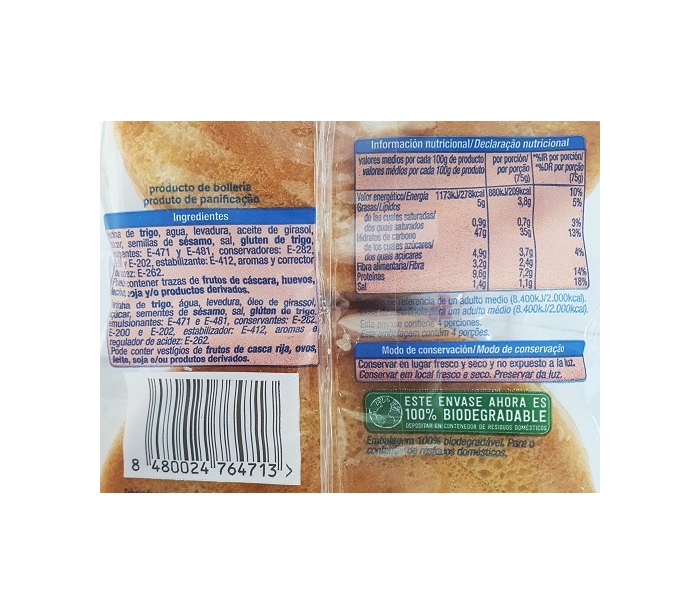 producto de bollería
produto de panificação
Ingredientes
de trigo, agua, levadura, aceite de girasol,
semillas de sésamo, sal, gluten de trigo,
E-471 y E-481, conservadores: E-282,
y E-202, estabilizante: E-412, aromas y corrector
E-262.
contener trazas de frutos de cáscara, huevos,
soja y/o productos derivados.
de trigo, água, levedura, óleo de girassol,
açúcar, sementes de sésamo, sal, glúten de trigo,
emulsionantes: E-471 e E-481, conservantes: E-282,
E-200 e E-202, estabilizador: E-412, aromas e
regulador de acidez: E-262.
Pode conter vestígios de frutos de casca rija, ovos,
leite, soja e/ou produtos derivados.
8 480024 764713 >
Información nutricional/Declaração nutricional
valores medios por cada 100g de producto
valores médios por cada 100g de produto
por porción/
por porção
(75g)
*%IR por porción/
*%DR por porção
(75g)
Valor energético/Energia 1173kJ/278kcal 880kJ/209kcal 10%
Grasas/Lípidos 5g 3,8g 5%
de las cuales saturadas/
dos quais saturados 0,9g 0,7g 3%
Hidratos de carbono 47g 35g 13%
de los cuales azúcares/
dos quais açúcares 4,9g 3,7g 4%
Fibra alimentaria/Fibra 3,2g 2,4g
Proteínas 9,6g 7,2g 14%
Sal 1,4g 1,1g 18%
de referencia de un adulto medio (8.400kJ/2.000kcal).
para um adulto médio (8.400kJ/2.000kcal).
Este envase contiene 4 porciones.
Esta embalagem contém 4 porções.
Modo de conservación/Modo de conservação
Conservar en lugar fresco y seco y no expuesto a la luz.
Conservar em local fresco e seco. Preservar da luz.
ESTE ENVASE AHORA ES
100% BIODEGRADABLE
DEPOSITAR EN CONTENEDOR DE RESIDUOS DOMÉSTICOS
Embalagem 100% biodegradável. Para o
de resíduos domésticos.